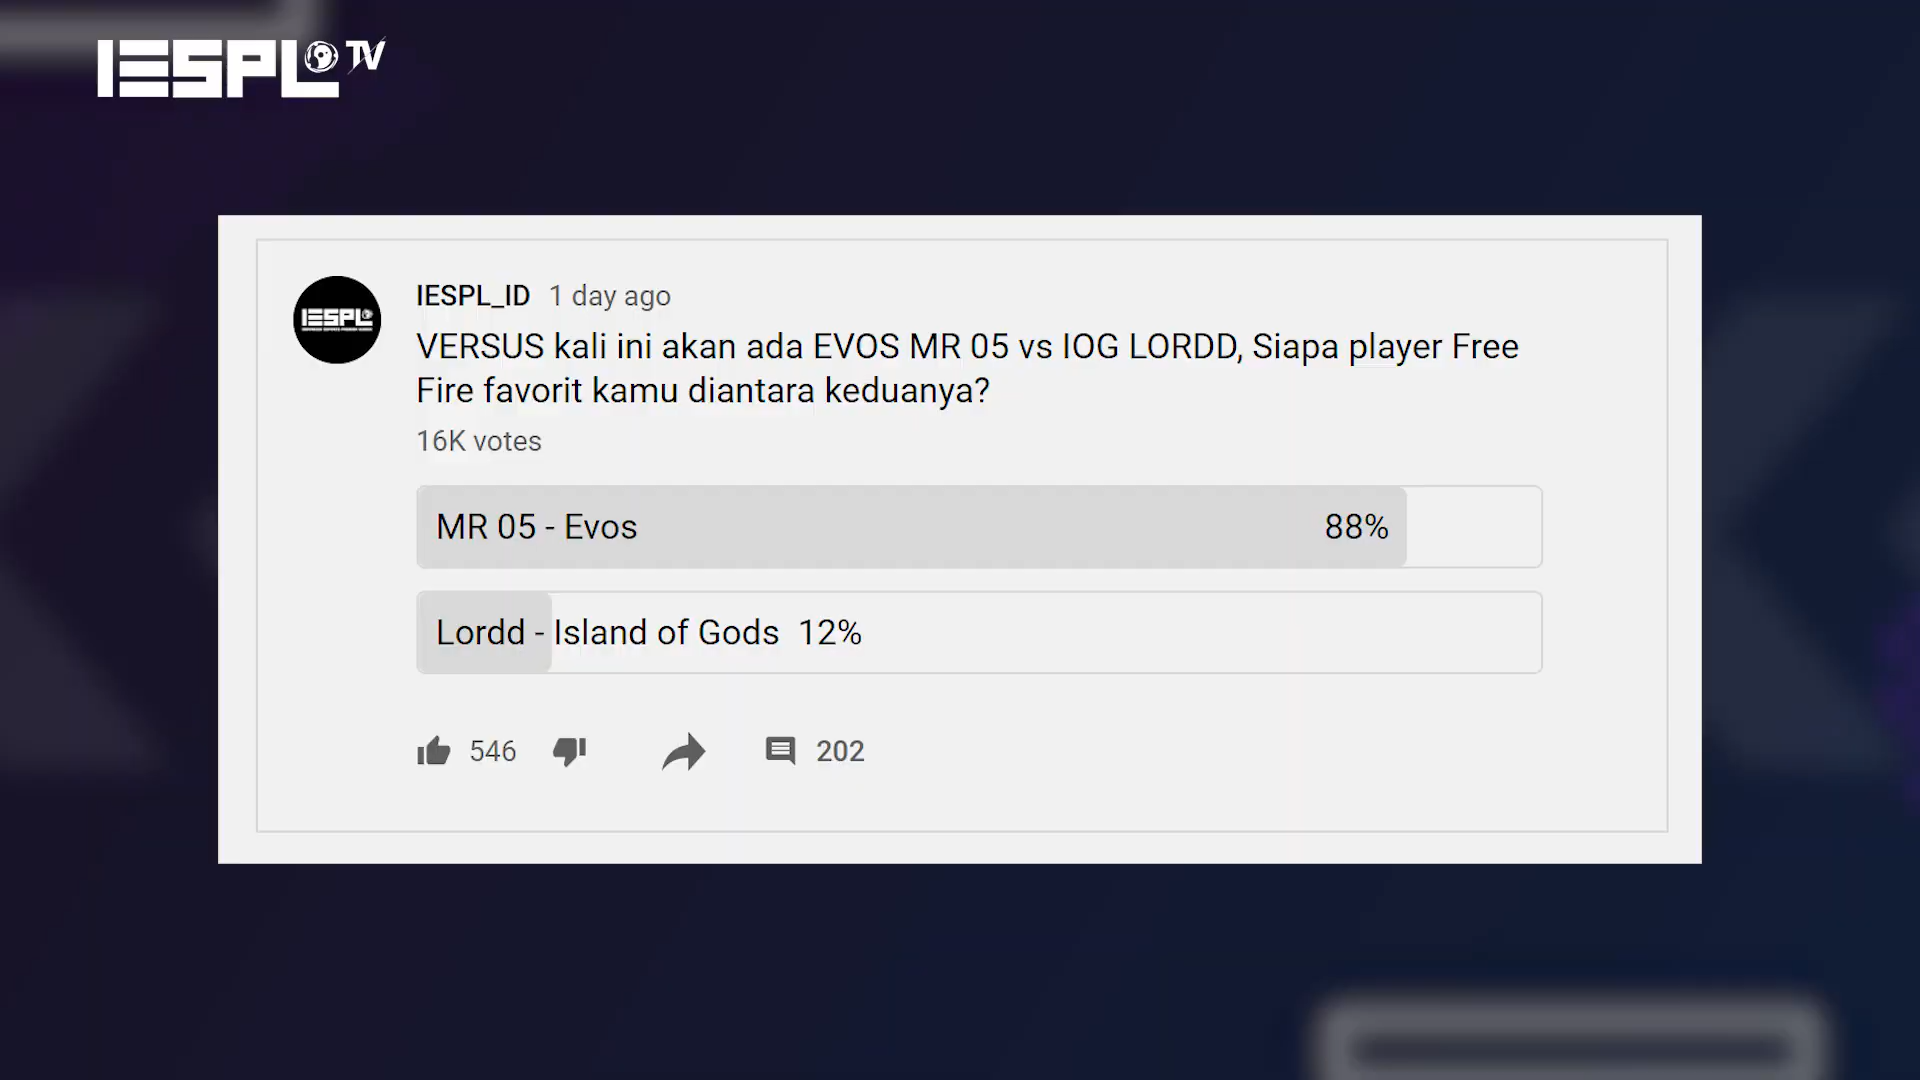 IESPL TV
IESPL
IESPL_ID 1 day ago
VERSUS kali ini akan ada EVOS MR 05 vs IOG LORDD, Siapa player Free
Fire favorit kamu diantara keduanya?
16K votes
MR 05 - Evos 88%
Lordd - Island of Gods 12%
546 202